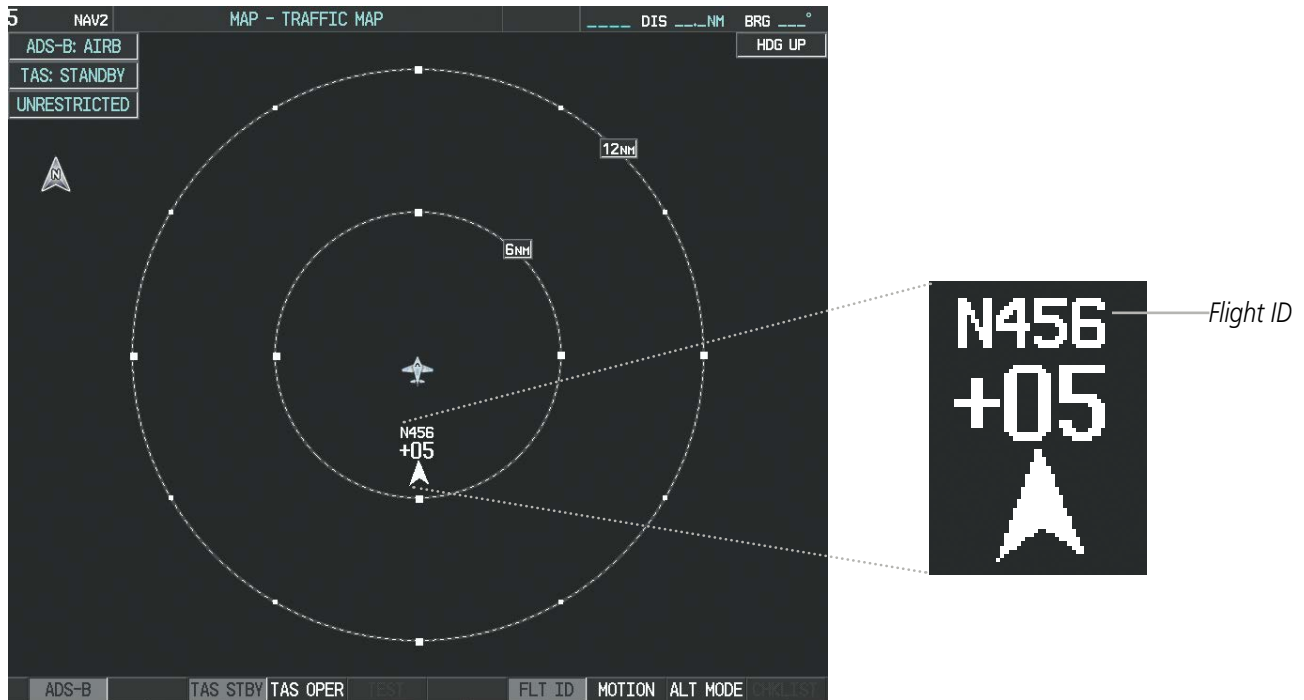 5 NAV2 MAP - TRAFFIC MAP ____ DIS __._NM BRG ___°
ADS-B: AIRB
HDG UP
TAS: STANDBY
UNRESTRICTED
N
12NM
6NM
N456
+05
N456
+05
Flight ID
ADS-B TAS STBY TAS OPER TEST FLT ID MOTION ALT MODE CHKLIST